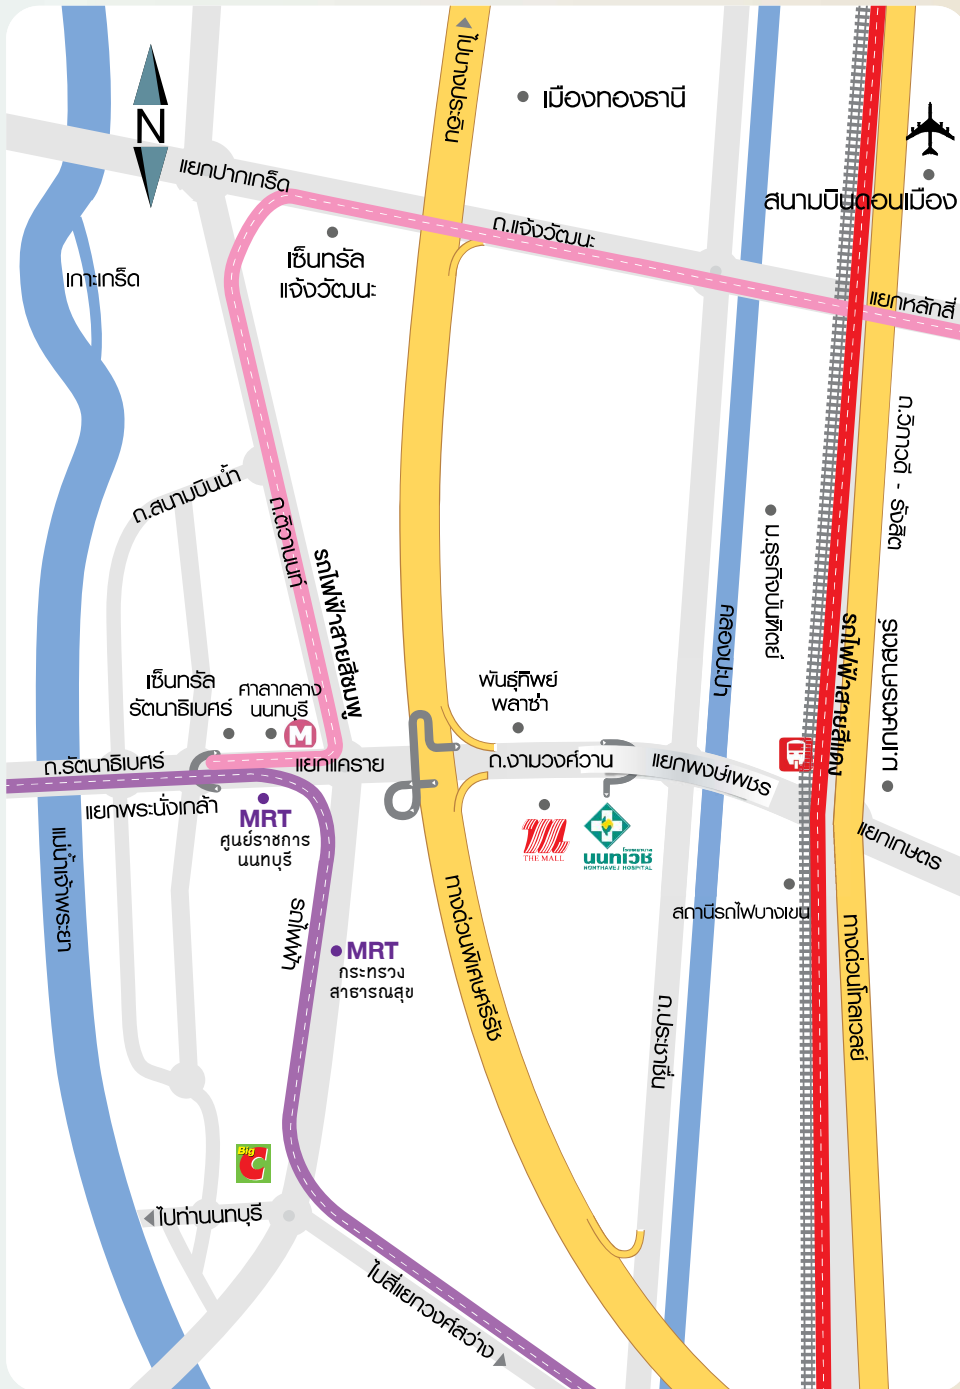 ไปบางปะอิน
เมืองทองธานี
N
แยกปากเกร็ด
สนามบินดอนเมือง
ถ.แจ้งวัฒนะ
เซ็นทรัล
แจ้งวัฒนะ
เกาะเกร็ด
แยกหลักสี่
ถ.วิภาวดี - รังสิต
ถ.สนามบินน้ำ
ถ.ติวานนท์
รถไฟฟ้าสายสีชมพู
ม.ธุรกิจบัณฑิตย์
คลองประปา
รถไฟฟ้าสายสีแดง
ม.เกษตรศาสตร์
เซ็นทรัล
รัตนาธิเบศร์
ศาลากลาง
นนทบุรี
M
พันธุ์ทิพย์
พลาซ่า
ถ.รัตนาธิเบศร์
แยกแคราย
ถ.งามวงศ์วาน
แยกพงษ์เพชร
แยกพระนั่งเกล้า
MRT
ศูนย์ราชการ
นนทบุรี
THE MALL
โรงพยาบาล
นนทเวช
NONTHAVEJ HOSPITAL
แยกเกษตร
แม่น้ำเจ้าพระยา
รถไฟฟ้า
MRT
กระทรวง
สาธารณสุข
ทางด่วนพิเศษศรีรัช
สถานีรถไฟบางเขน
ทางด่วนโทลเวลย์
ถ.ประชาชื่น
Big
C
ไปท่านนทบุรี
ไปสี่แยกวงศ์สว่าง